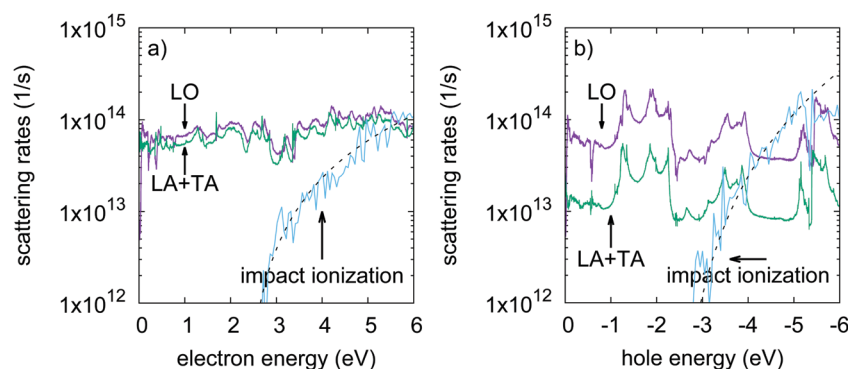 1x10^15
1x10^14
1x10^13
1x10^12
scattering rates (1/s)
a)
LO
LA+TA
impact ionization
0 1 2 3 4 5 6
electron energy (eV)
1x10^15
1x10^14
1x10^13
1x10^12
scattering rates (1/s)
b)
LO
LA+TA
impact ionization
0 -1 -2 -3 -4 -5 -6
hole energy (eV)